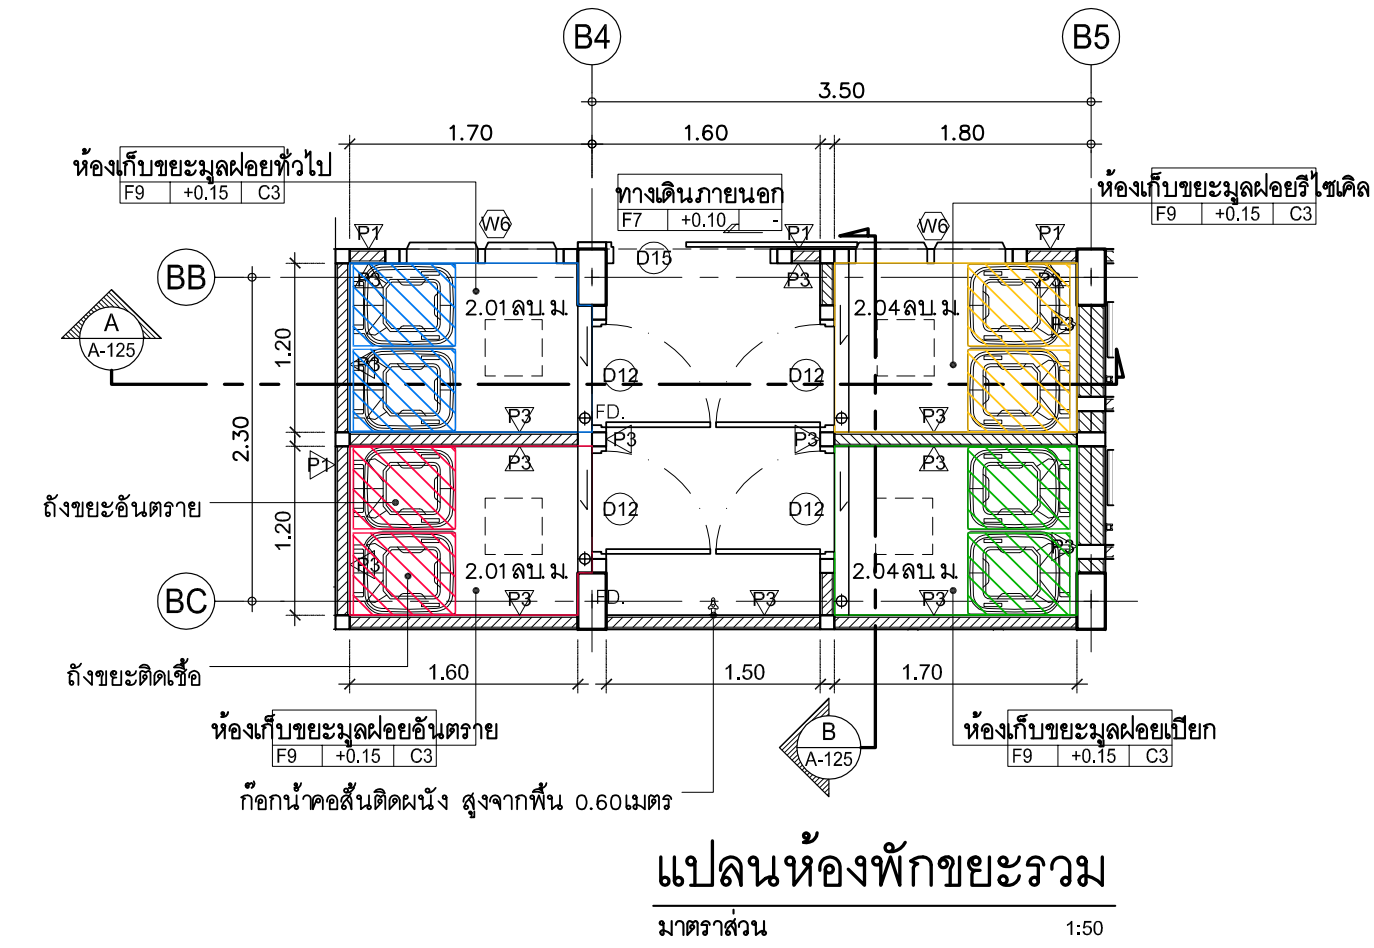 B4
B5
3.50
1.70
1.60
1.80
ห้องเก็บขยะมูลฝอยทั่วไป
F9 +0.15 C3
ทางเดินภายนอก
F7 +0.10 -
ห้องเก็บขยะมูลฝอยรีไซเคิล
F9 +0.15 C3
P1
W6
P1
W6
P1
D15
BB
P3
P3
P3
2.01 ลบ.ม.
2.04 ลบ.ม.
A
A-125
1.20
P3
P3
D12
D12
FD.
P3
P3
2.30
P3
P3
P1
P3
P3
ถังขยะอันตราย
1.20
D12
D12
P3
P3
2.01 ลบ.ม.
2.04 ลบ.ม.
BC
P3
FD.
P3
P3
ถังขยะติดเชื้อ
1.60
1.50
1.70
ห้องเก็บขยะมูลฝอยอันตราย
F9 +0.15 C3
B
A-125
ห้องเก็บขยะมูลฝอยเปียก
F9 +0.15 C3
ก๊อกน้ำคอสั้นติดผนัง สูงจากพื้น 0.60เมตร
แปลนห้องพักขยะรวม
มาตราส่วน 1:50